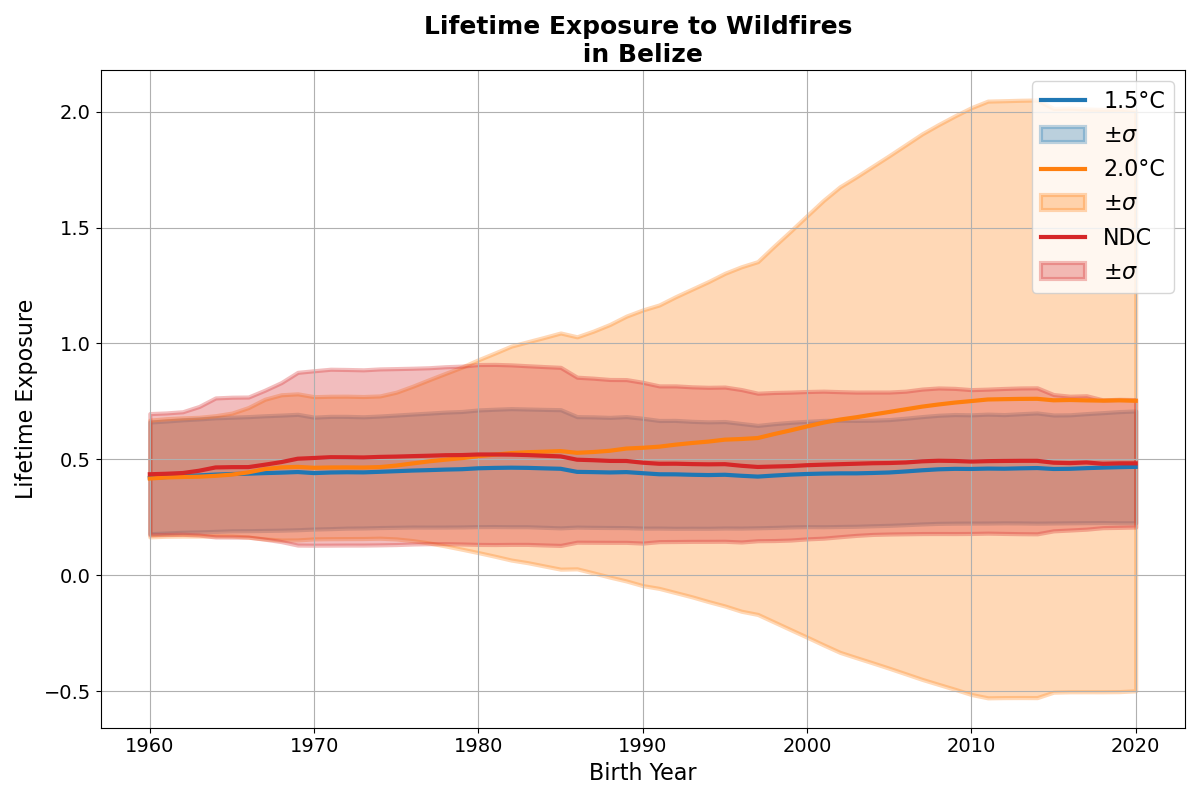 Lifetime Exposure to Wildfires
in Belize
2.0
1.5
1.0
0.5
0.0
−0.5
Lifetime Exposure
1960
1970
1980
1990
2000
2010
2020
Birth Year
1.5°C
±σ
2.0°C
±σ
NDC
±σ